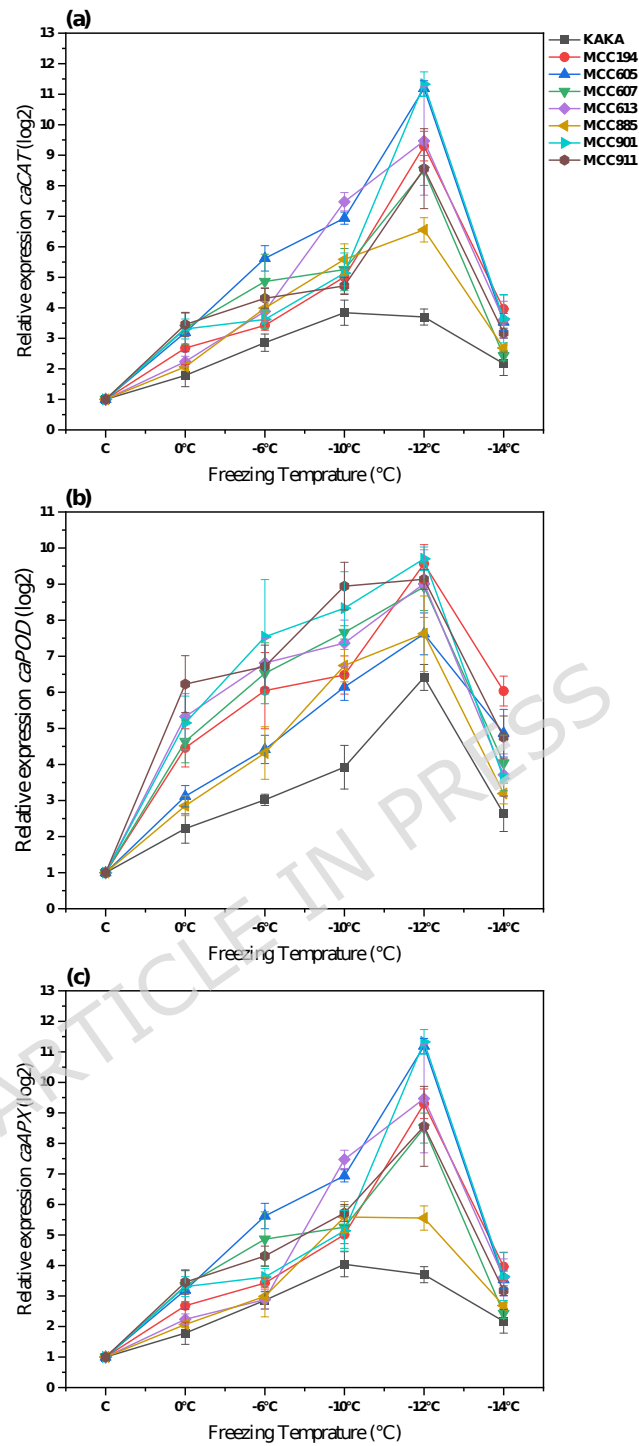 (a)
KAKA
MCC194
MCC605
MCC607
MCC613
MCC885
MCC901
MCC911
Relative expression caCAT (log2)
13
12
11
10
9
8
7
6
5
4
3
2
1
0
C 0°C -6°C -10°C -12°C -14°C
Freezing Temprature (°C)
(b)
Relative expression caPOD (log2)
11
10
9
8
7
6
5
4
3
2
1
0
C 0°C -6°C -10°C -12°C -14°C
Freezing Temprature (°C)
(c)
Relative expression caAPX (log2)
13
12
11
10
9
8
7
6
5
4
3
2
1
0
C 0°C -6°C -10°C -12°C -14°C
Freezing Temprature (°C)
ARTICLE IN PRESS